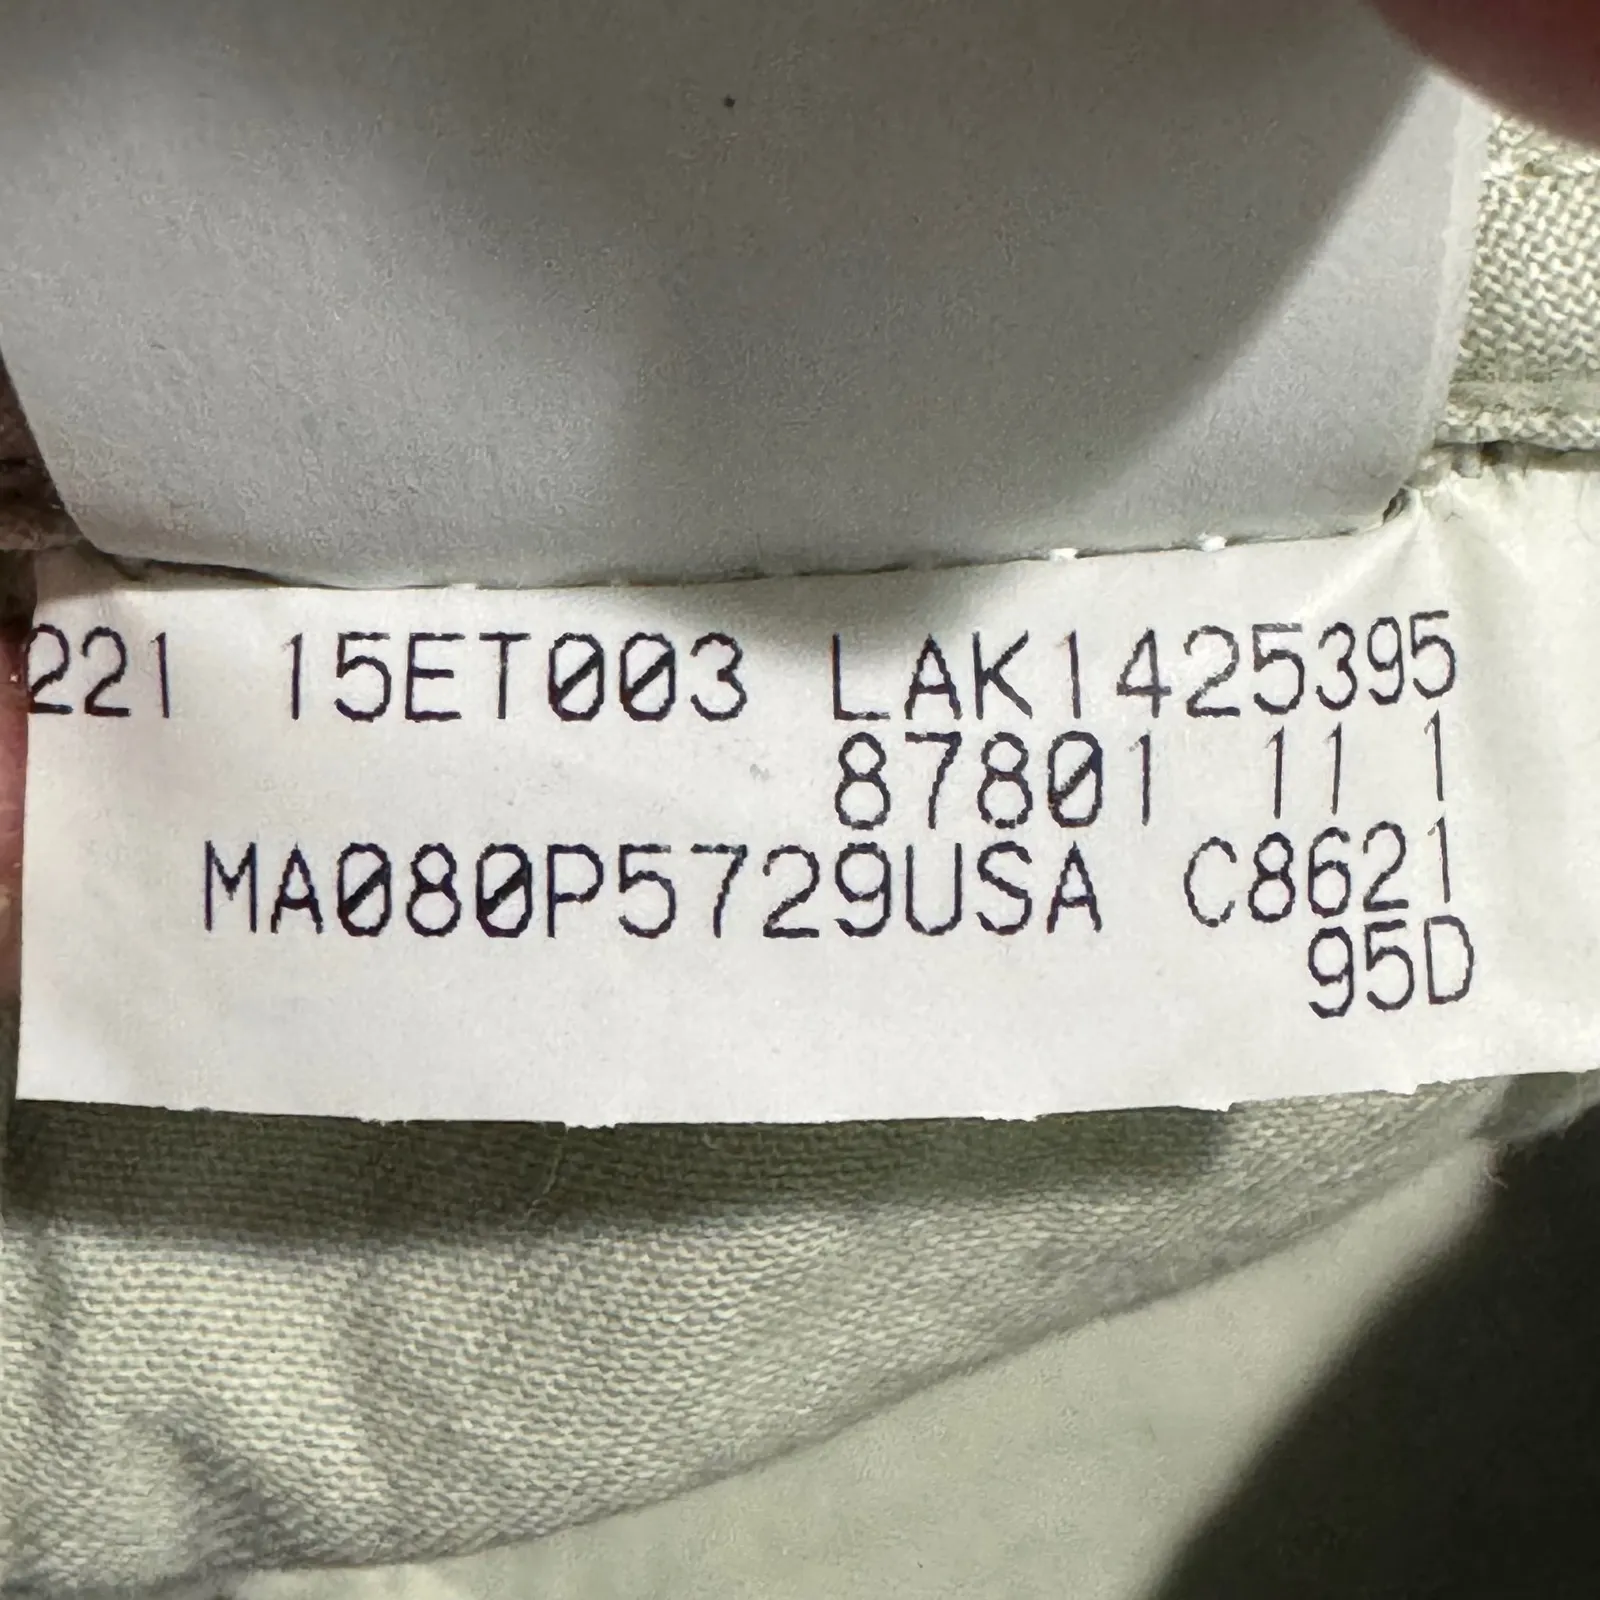 221 15ET003 LAK1425395
87801 11 1
MA080P5729USA C8621
95D